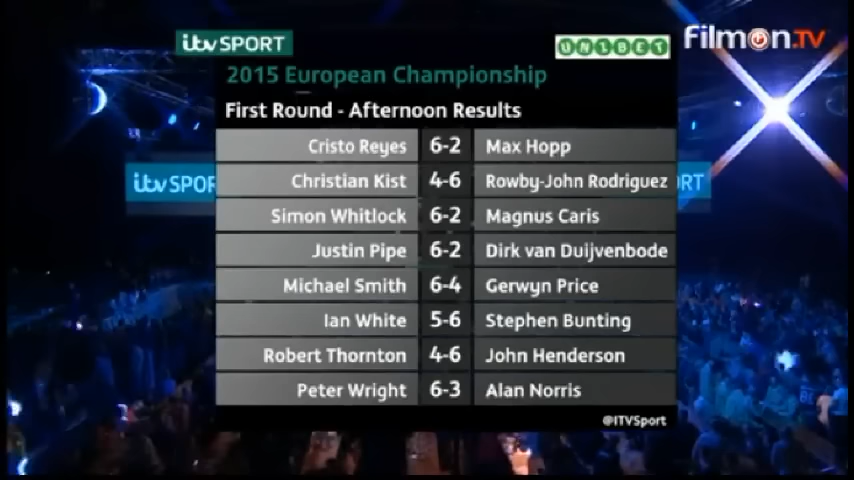 itv SPORT
UNIBET
Filmon.TV
2015 European Championship
First Round - Afternoon Results
Cristo Reyes 6-2 Max Hopp
Christian Kist 4-6 Rowby-John Rodriguez
Simon Whitlock 6-2 Magnus Caris
Justin Pipe 6-2 Dirk van Duijvenbode
Michael Smith 6-4 Gerwyn Price
Ian White 5-6 Stephen Bunting
Robert Thornton 4-6 John Henderson
Peter Wright 6-3 Alan Norris
@ITVSport
itv SPOR
RT